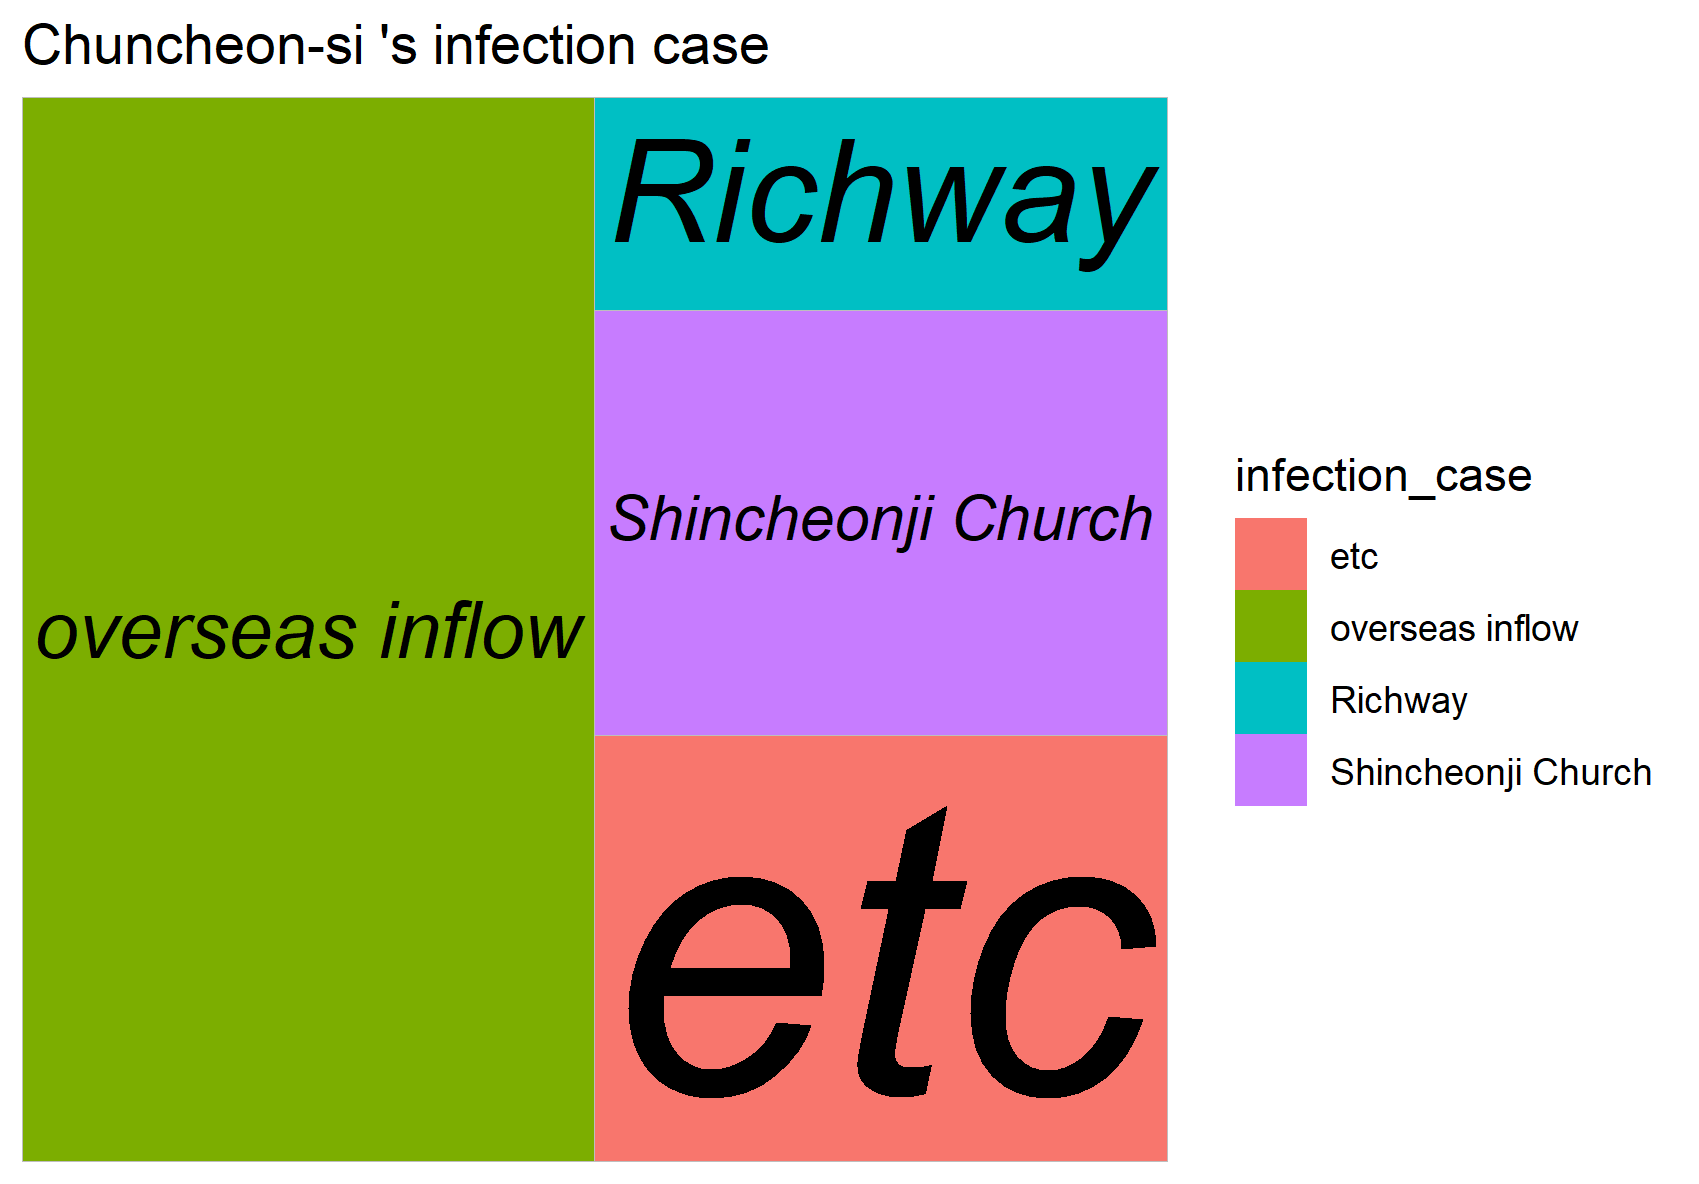 Chuncheon-si 's infection case
Richway
Shincheonji Church
overseas inflow
etc
infection_case
etc
overseas inflow
Richway
Shincheonji Church